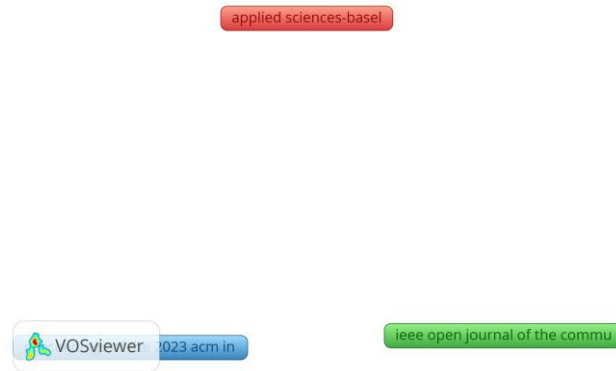 applied sciences-basel
ieee open journal of the commu
VOSviewer 2023 acm in